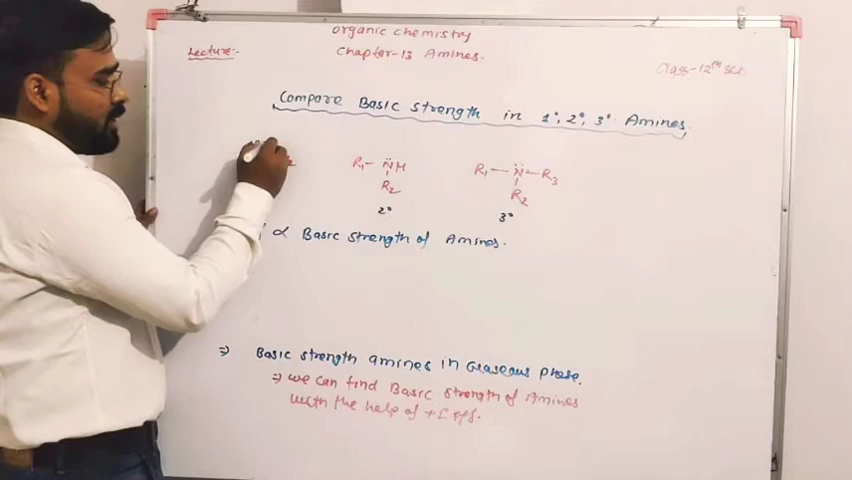 Organic chemistry
Lecture:-
Chapter-13 Amines.
Class-12th sci
Compare Basic strength in 1°, 2°, 3° Amines.
R₁- N̈H
R₂
2°
R₁ — N̈ — R₃
R₂
3°
∝ Basic strength of Amines.
⇒ Basic strength amines in Gaseous phase.
⇒ we can find Basic strength of Amines
with the help of +I eff.